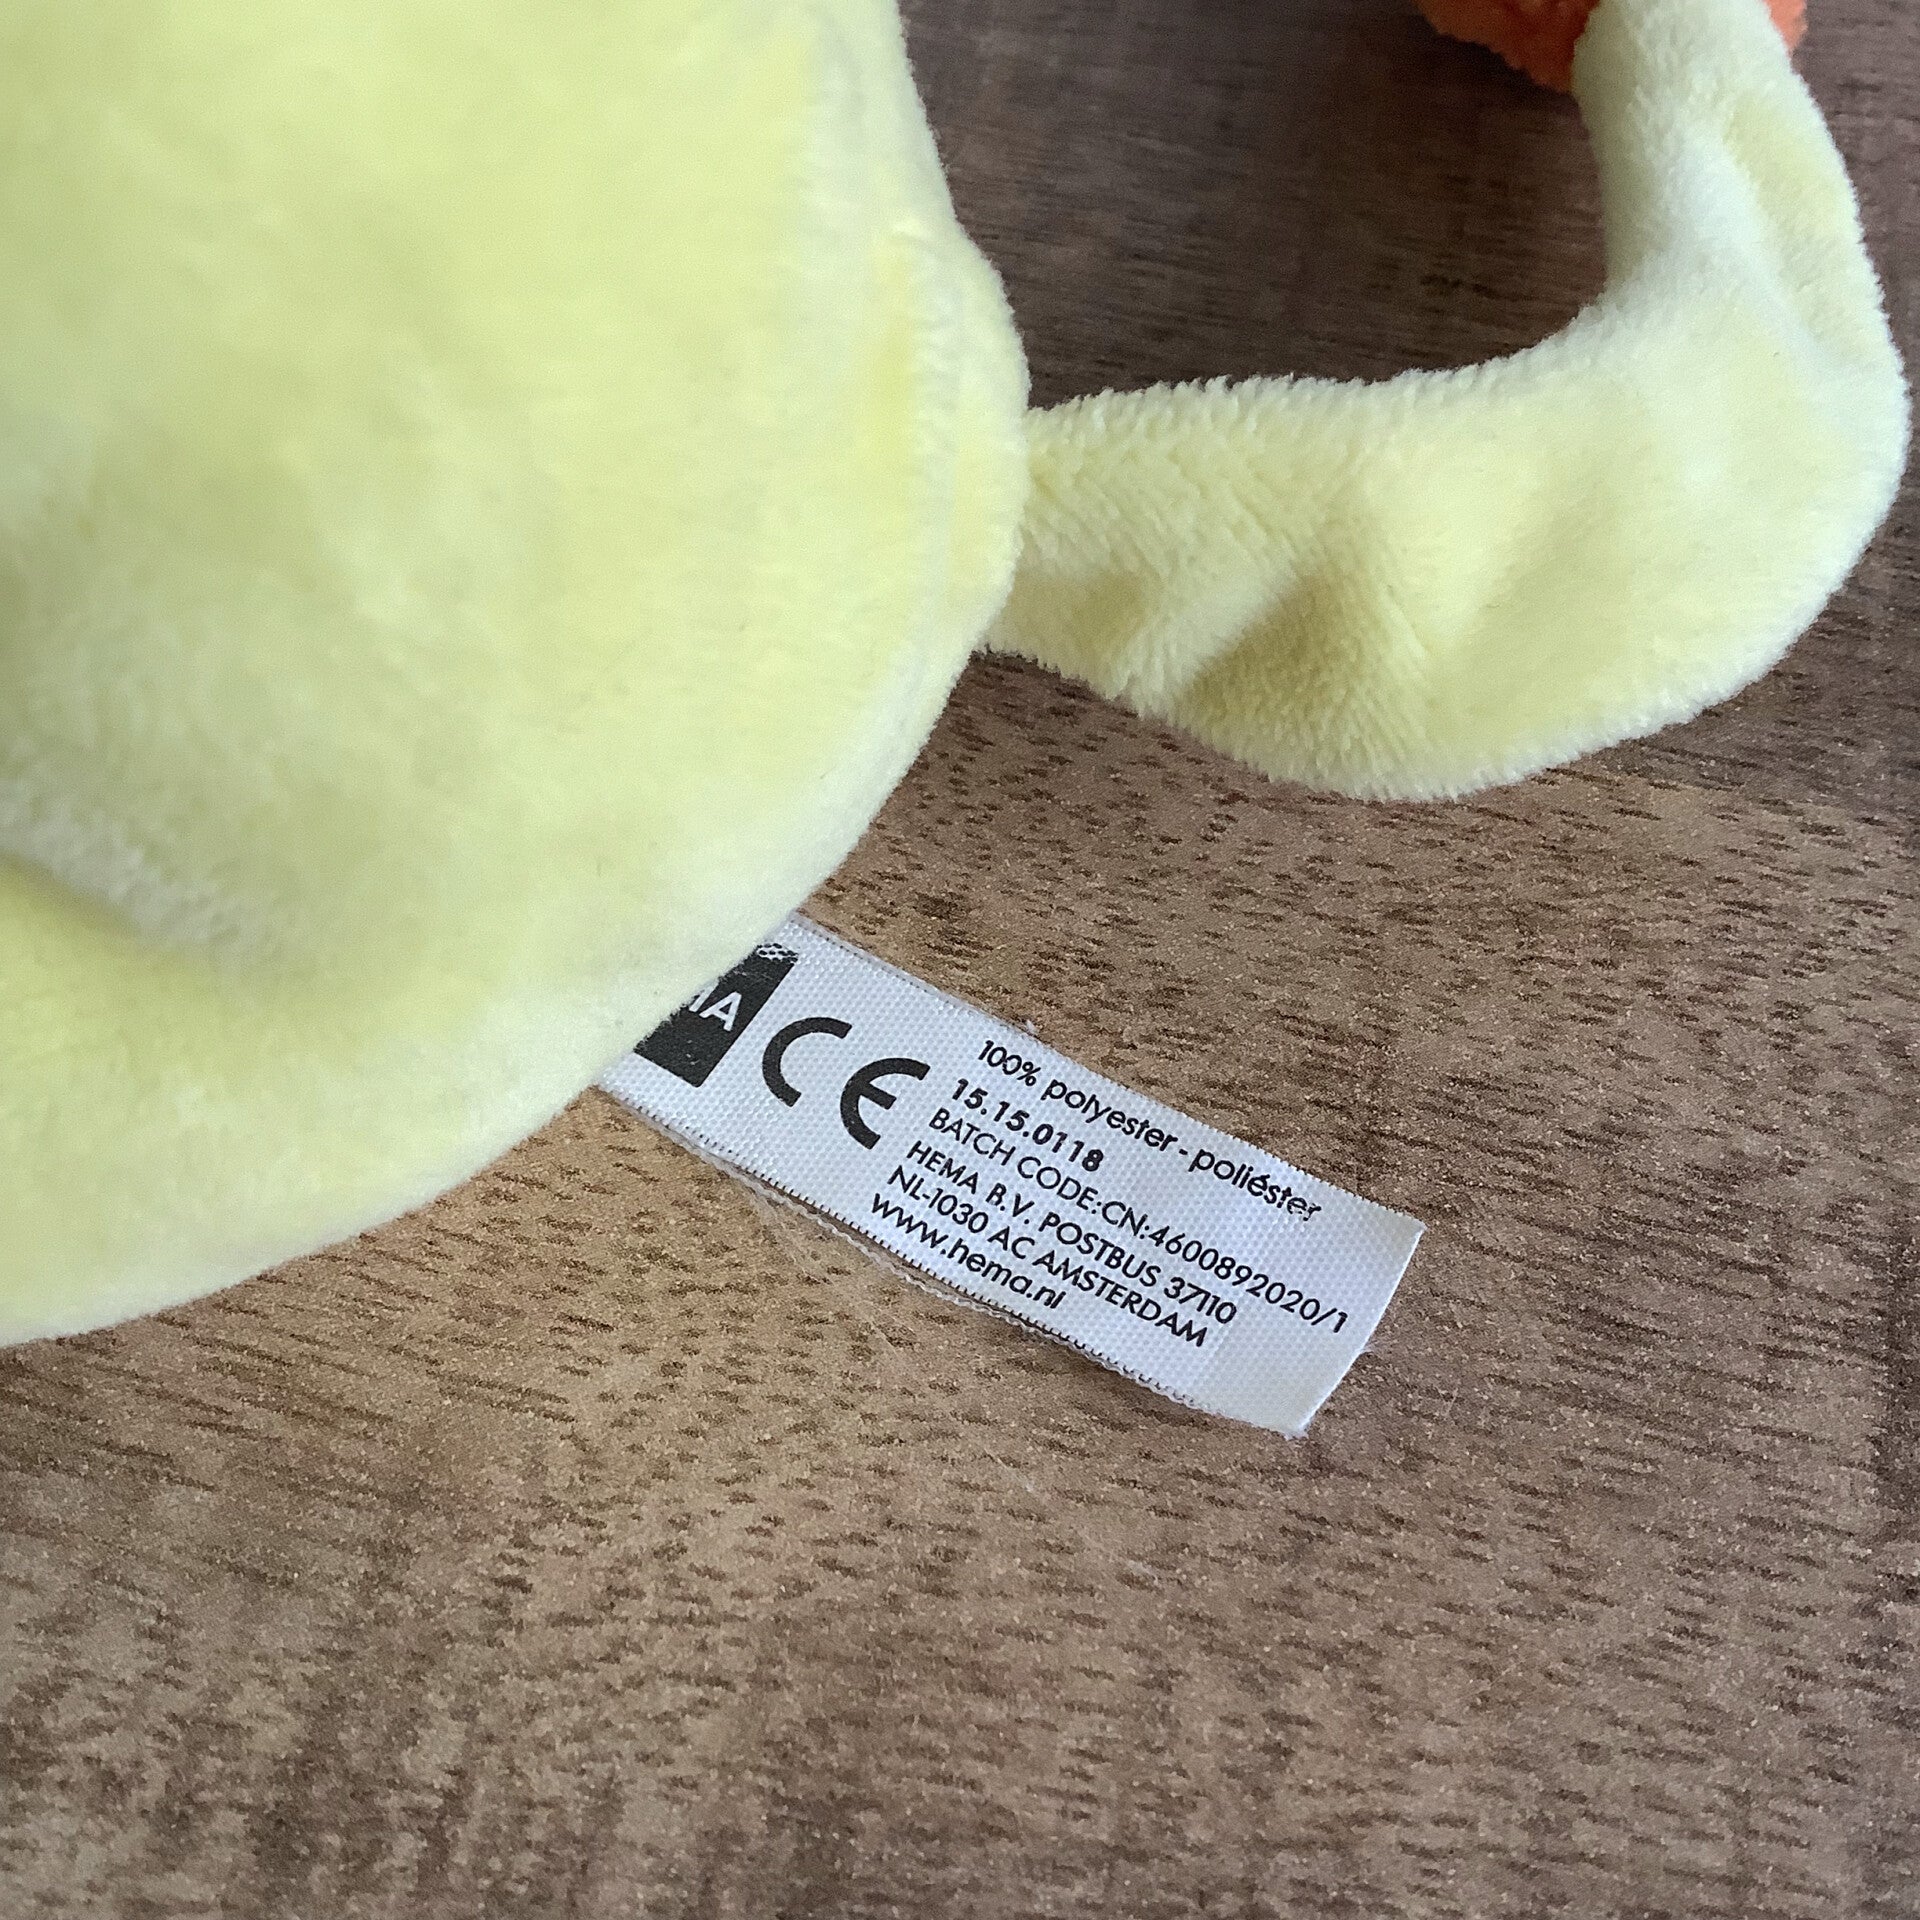 MA
CE
100% polyester - poliéster
15.15.0118
BATCH CODE:CN:4600892020/1
HEMA B.V. POSTBUS 37110
NL-1030 AC AMSTERDAM
www.hema.nl